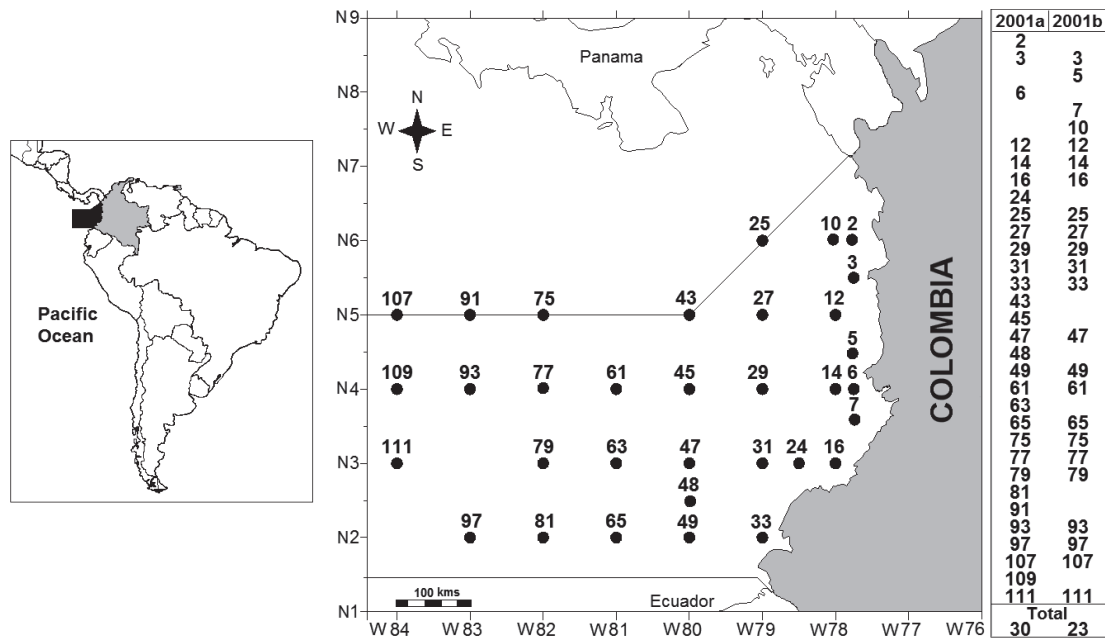 N9
N8
N7
N6
N5
N4
N3
N2
N1
Panama
N
W E
S
Pacific
Ocean
25 10 2
3
107 91 75 43 27 12
5
109 93 77 61 45 29 14 6
7
111 79 63 47 31 24 16
48
97 81 65 49 33
COLOMBIA
100 kms
Ecuador
W84 W83 W82 W81 W80 W79 W78 W77 W76
2001a 2001b
2
3 3
5
6
7
10
12 12
14 14
16 16
24
25 25
27 27
29 29
31 31
33 33
43
45
47 47
48
49 49
61 61
63
65 65
75 75
77 77
79 79
81
91
93 93
97 97
107 107
109
111 111
Total
30 23